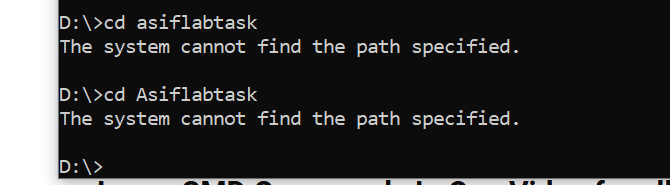 D:\>cd asiflabtask
The system cannot find the path specified.
D:\>cd Asiflabtask
The system cannot find the path specified.
D:\>